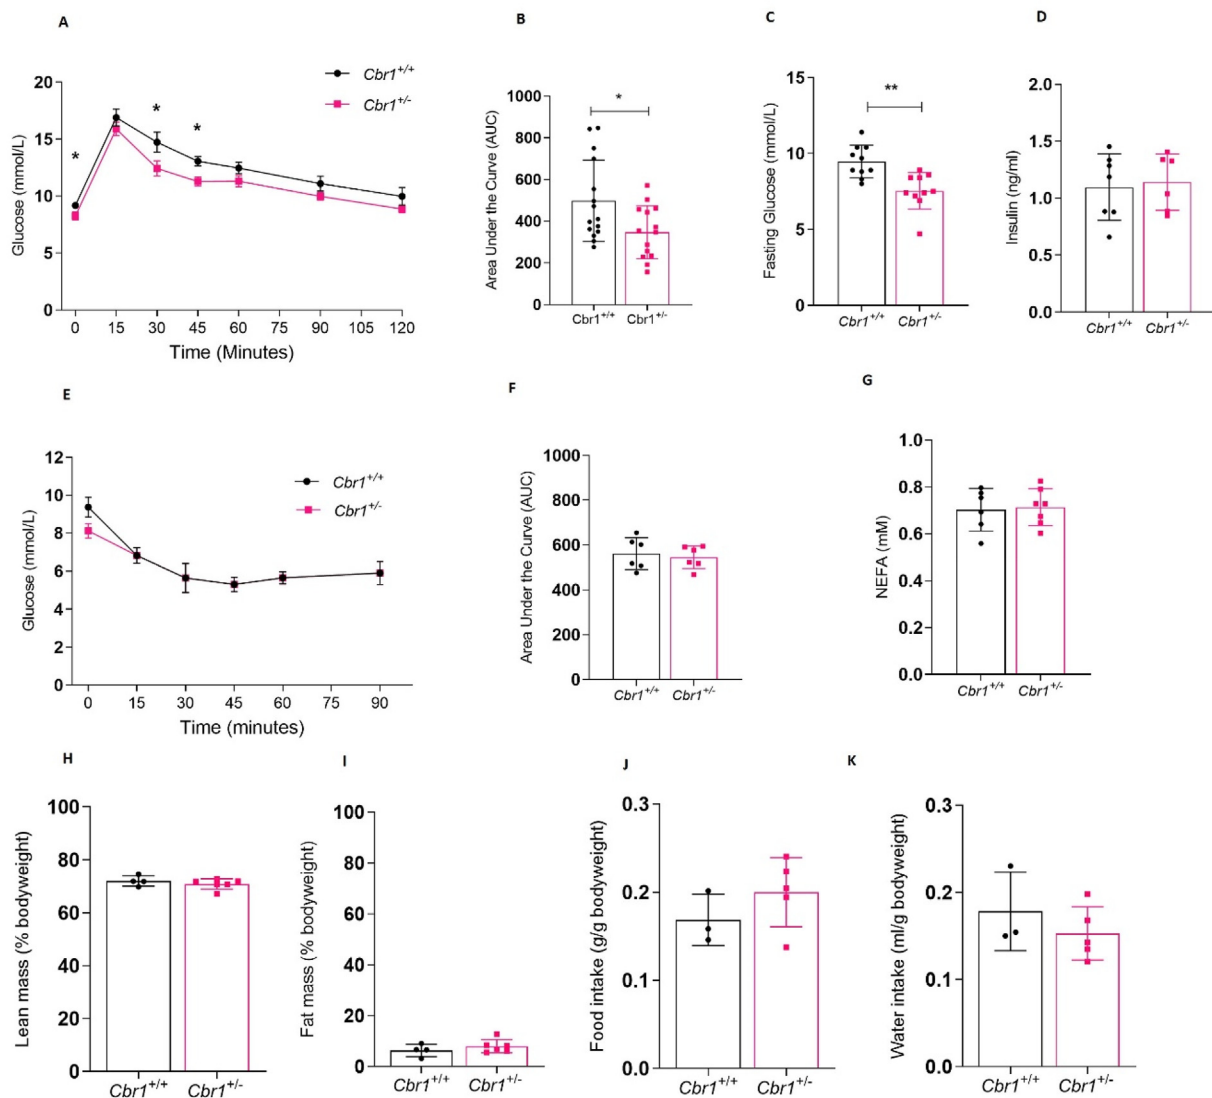 A
B
C
D
Cbr1+/+
Cbr1+/-
*
*
*
20
15
10
5
0
Glucose (mmol/L)
0 15 30 45 60 75 90 105 120
Time (Minutes)
*
1000
800
600
400
200
0
Area Under the Curve (AUC)
Cbr1+/+ Cbr1+/-
**
15
10
5
0
Fasting Glucose (mmol/L)
Cbr1+/+ Cbr1+/-
2.0
1.5
1.0
0.5
0.0
Insulin (ng/ml)
Cbr1+/+ Cbr1+/-
E
F
G
Cbr1+/+
Cbr1+/-
12
10
8
6
4
2
0
Glucose (mmol/L)
0 15 30 45 60 75 90
Time (minutes)
1000
800
600
400
200
0
Area Under the Curve (AUC)
Cbr1+/+ Cbr1+/-
1.0
0.8
0.6
0.4
0.2
0.0
NEFA (mM)
Cbr1+/+ Cbr1+/-
H
I
J
K
100
80
60
40
20
0
Lean mass (% bodyweight)
Cbr1+/+ Cbr1+/-
100
80
60
40
20
0
Fat mass (% bodyweight)
Cbr1+/+ Cbr1+/-
0.3
0.2
0.1
0.0
Food intake (g/g bodyweight)
Cbr1+/+ Cbr1+/-
0.3
0.2
0.1
0.0
Water intake (ml/g bodyweight)
Cbr1+/+ Cbr1+/-